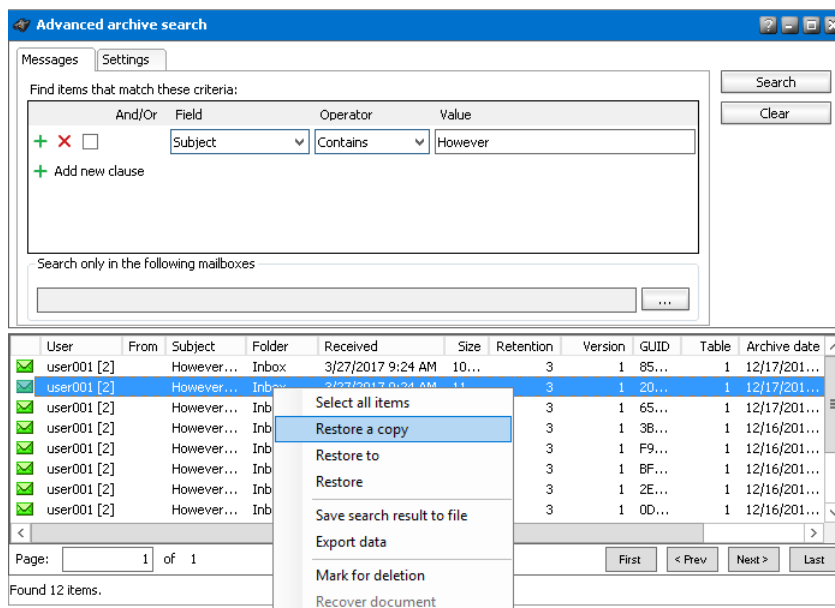 Advanced archive search
Messages Settings
Find items that match these criteria:
Search
Clear
And/Or Field Operator Value
Subject Contains However
Add new clause
Search only in the following mailboxes
...
User From Subject Folder Received Size Retention Version GUID Table Archive date
user001 [2] However... Inbox 3/27/2017 9:24 AM 10... 3 1 85... 1 12/17/201...
user001 [2] However... Inbox 3/27/2017 9:24 AM 11... 3 1 20... 1 12/17/201...
user001 [2] However... Inb 3 1 65... 1 12/17/201...
user001 [2] However... Inb 3 1 3B... 1 12/16/201...
user001 [2] However... Inb 3 1 F9... 1 12/16/201...
user001 [2] However... Inb 3 1 BF... 1 12/16/201...
user001 [2] However... Inb 3 1 2E... 1 12/16/201...
user001 [2] However... Inb 3 1 0D... 1 12/16/201...
Select all items
Restore a copy
Restore to
Restore
Save search result to file
Export data
Mark for deletion
Recover document
Page: 1 of 1 First < Prev Next > Last
Found 12 items.